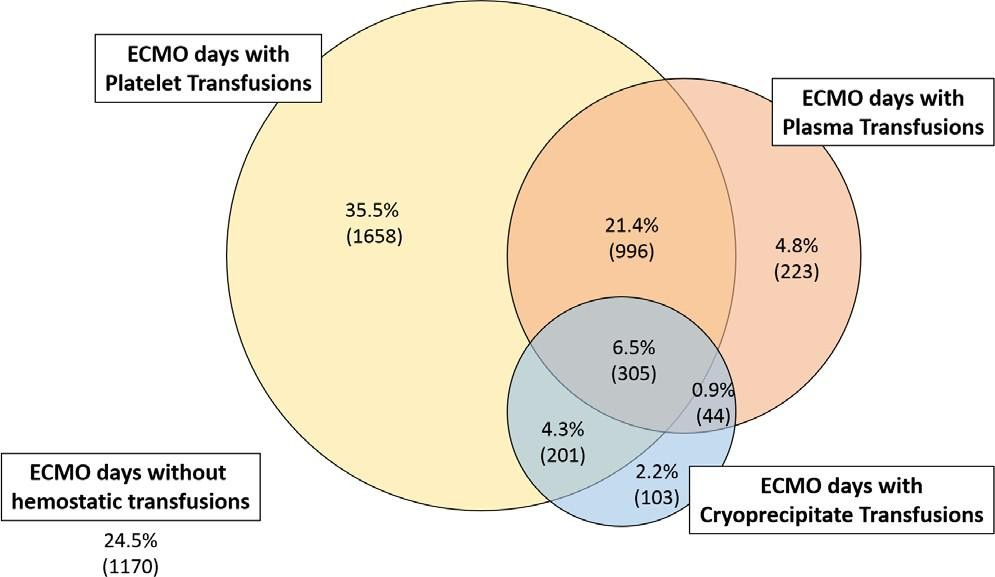 ECMO days with
Platelet Transfusions
ECMO days with
Plasma Transfusions
35.5%
(1658)
21.4%
(996)
4.8%
(223)
6.5%
(305)
0.9%
(44)
4.3%
(201)
2.2%
(103)
ECMO days without
hemostatic transfusions
24.5%
(1170)
ECMO days with
Cryoprecipitate Transfusions